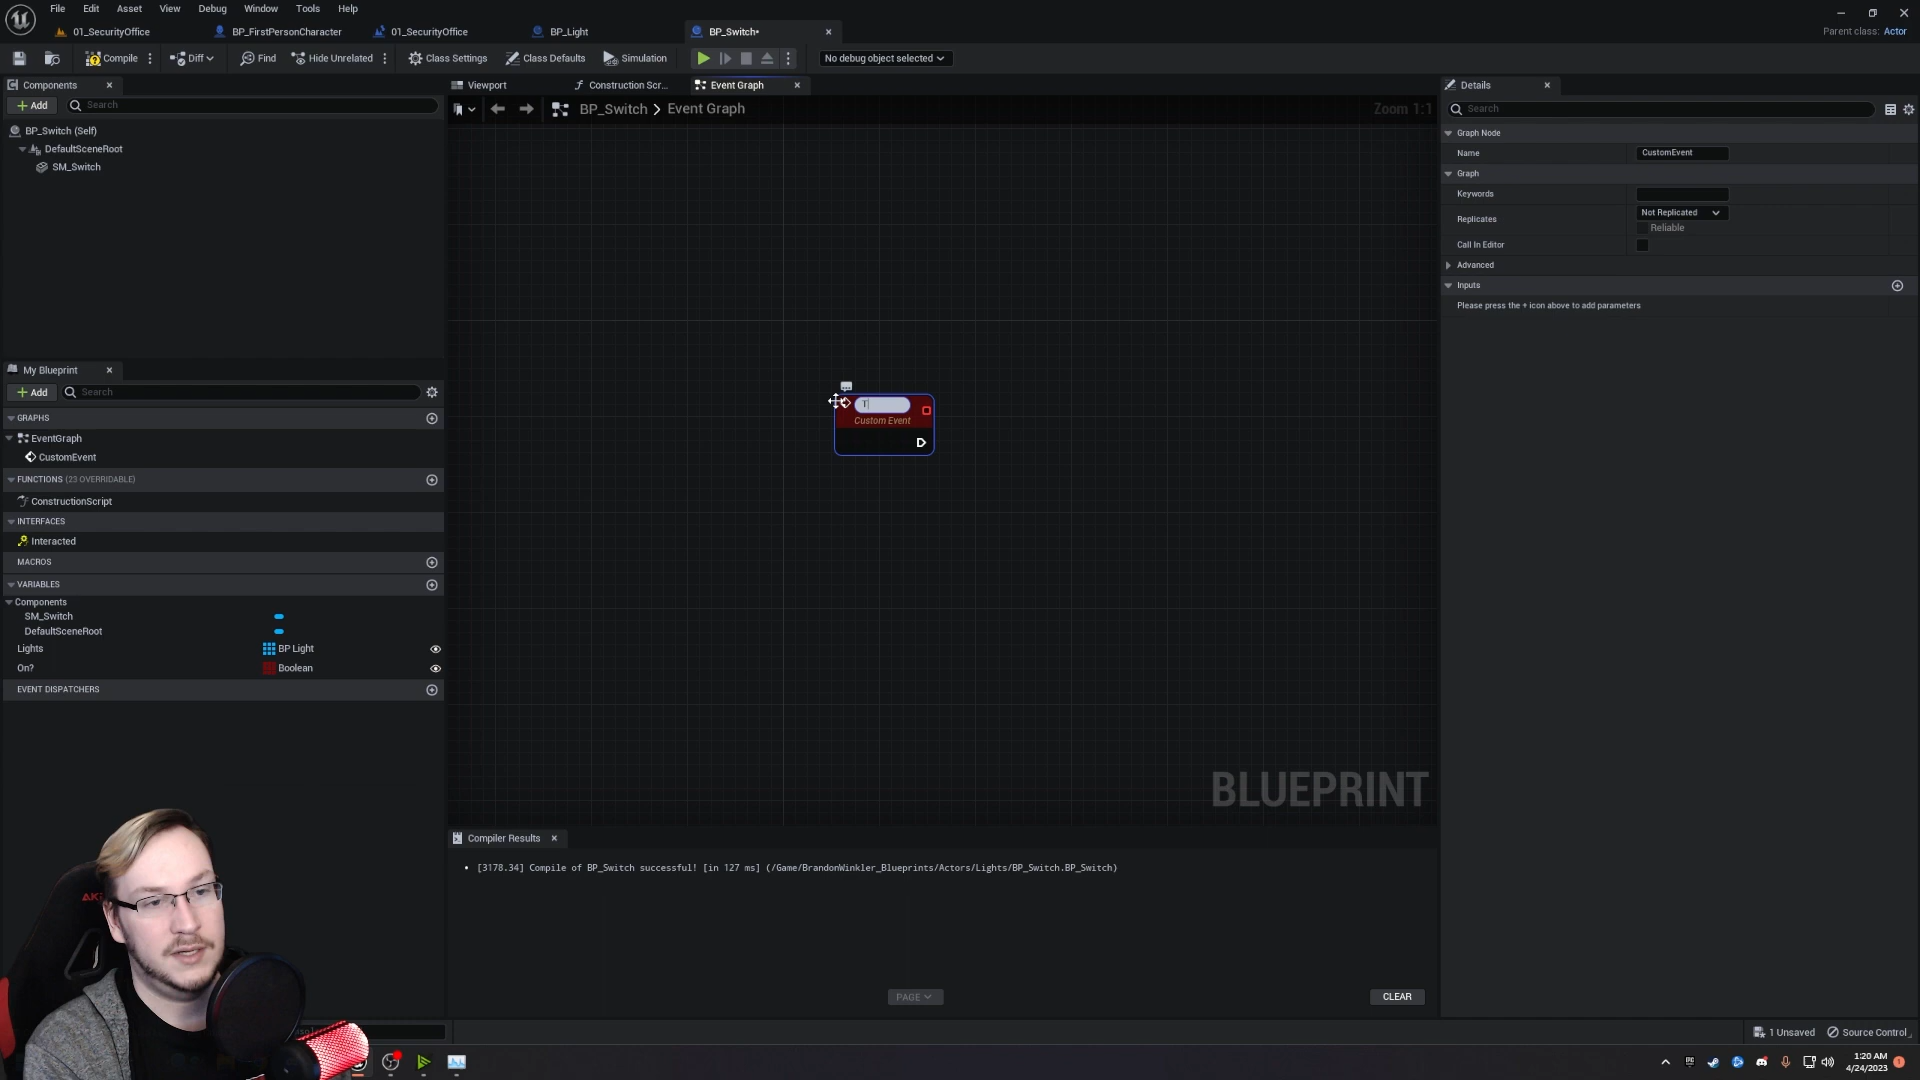 File Edit Asset View Debug Window Tools Help
01_SecurityOffice BP_FirstPersonCharacter 01_SecurityOffice BP_Light BP_Switch•
Parent class: Actor
Compile Diff Find Hide Unrelated Class Settings Class Defaults Simulation No debug object selected
Components
Add Search
BP_Switch (Self)
DefaultSceneRoot
SM_Switch
My Blueprint
Add Search
GRAPHS
EventGraph
CustomEvent
FUNCTIONS (23 OVERRIDABLE)
ConstructionScript
INTERFACES
Interacted
MACROS
VARIABLES
Components
SM_Switch
DefaultSceneRoot
Lights BP Light
On? Boolean
EVENT DISPATCHERS
Viewport Construction Scr... Event Graph
BP_Switch > Event Graph Zoom 1:1
T
Custom Event
BLUEPRINT
Compiler Results
• [3178.34] Compile of BP_Switch successful! [in 127 ms] (/Game/BrandonWinkler_Blueprints/Actors/Lights/BP_Switch.BP_Switch)
PAGE CLEAR
Details
Search
Graph Node
Name CustomEvent
Graph
Keywords
Replicates Not Replicated
Reliable
Call In Editor
Advanced
Inputs
Please press the + icon above to add parameters
1 Unsaved Source Control
1:20 AM
4/24/2023